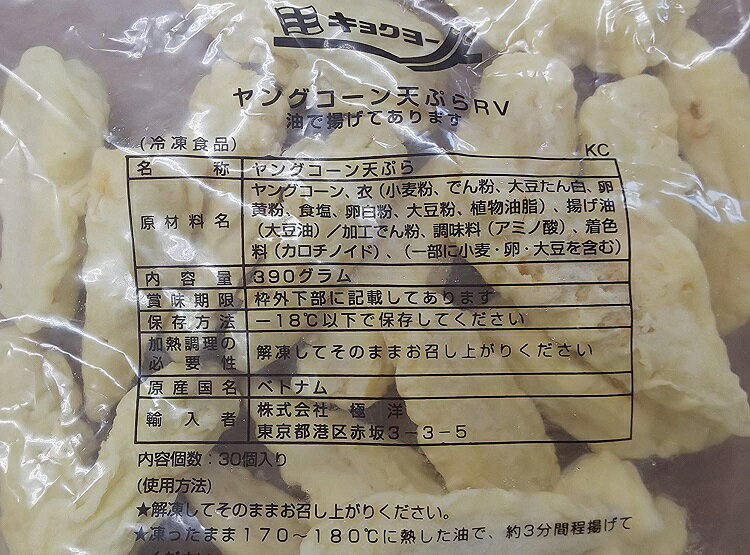 キョクヨー
ヤングコーン天ぷらRV
油で揚げてあります
(冷凍食品) KC
名称 ヤングコーン天ぷら
原材料名 ヤングコーン、衣(小麦粉、でん粉、大豆たん白、卵
黄粉、食塩、卵白粉、大豆粉、植物油脂)、揚げ油
(大豆油)/加工でん粉、調味料(アミノ酸)、着色
料(カロチノイド)、(一部に小麦・卵・大豆を含む)
内容量 390グラム
賞味期限 枠外下部に記載してあります
保存方法 −18℃以下で保存してください
加熱調理の必要性 解凍してそのままお召し上がりください
原産国名 ベトナム
輸入者 株式会社 極洋
東京都港区赤坂3−3−5
内容個数:30個入り
(使用方法)
★解凍してそのままお召し上がりください。
★凍ったまま170〜180℃に熱した油で、約3分間程揚げて
ください